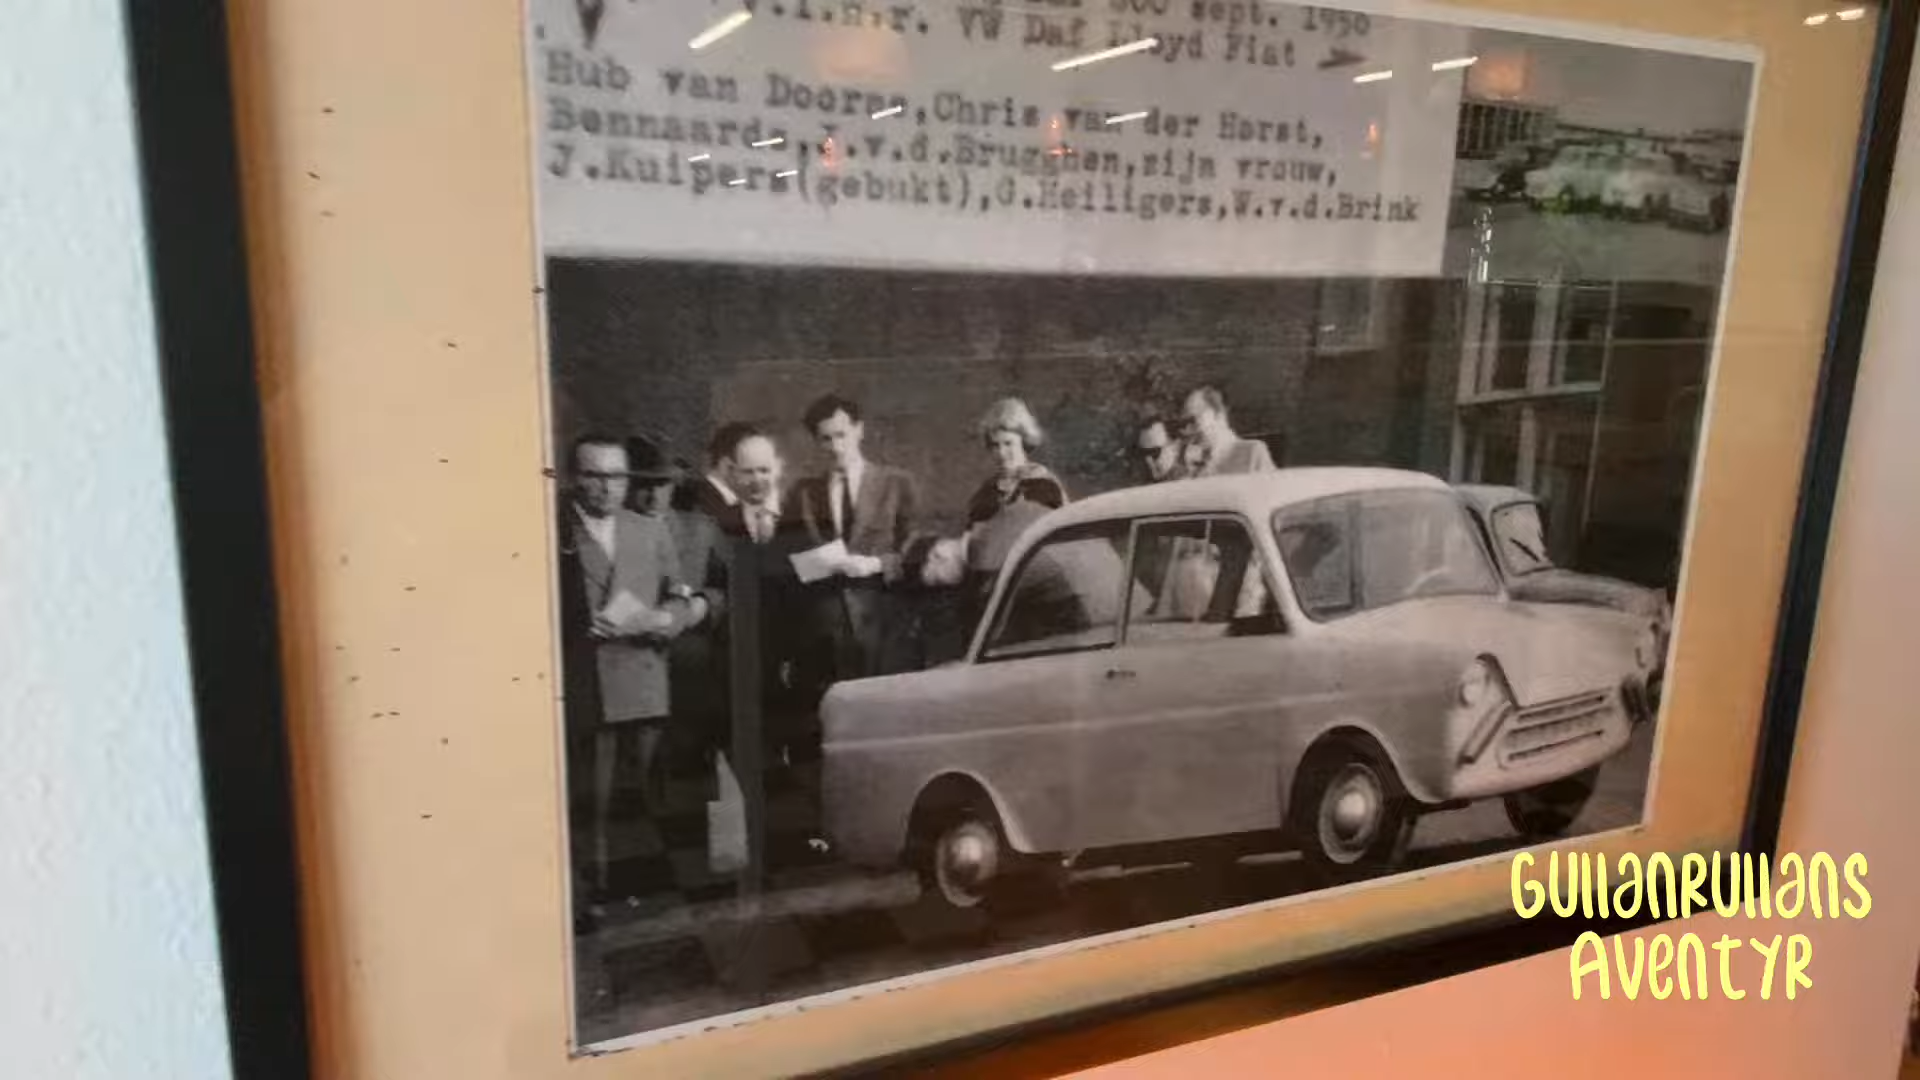 sept. 1950
v.l.n.r. VW Daf Lloyd Fiat
Hub van Doorne,Chris van der Horst,
Bennaards,J.v.d.Brugghen,zijn vrouw,
J.Kuipers(gebukt),G.Heiligers,W.v.d.Brink
GULLANRULLANS
AVENTYR